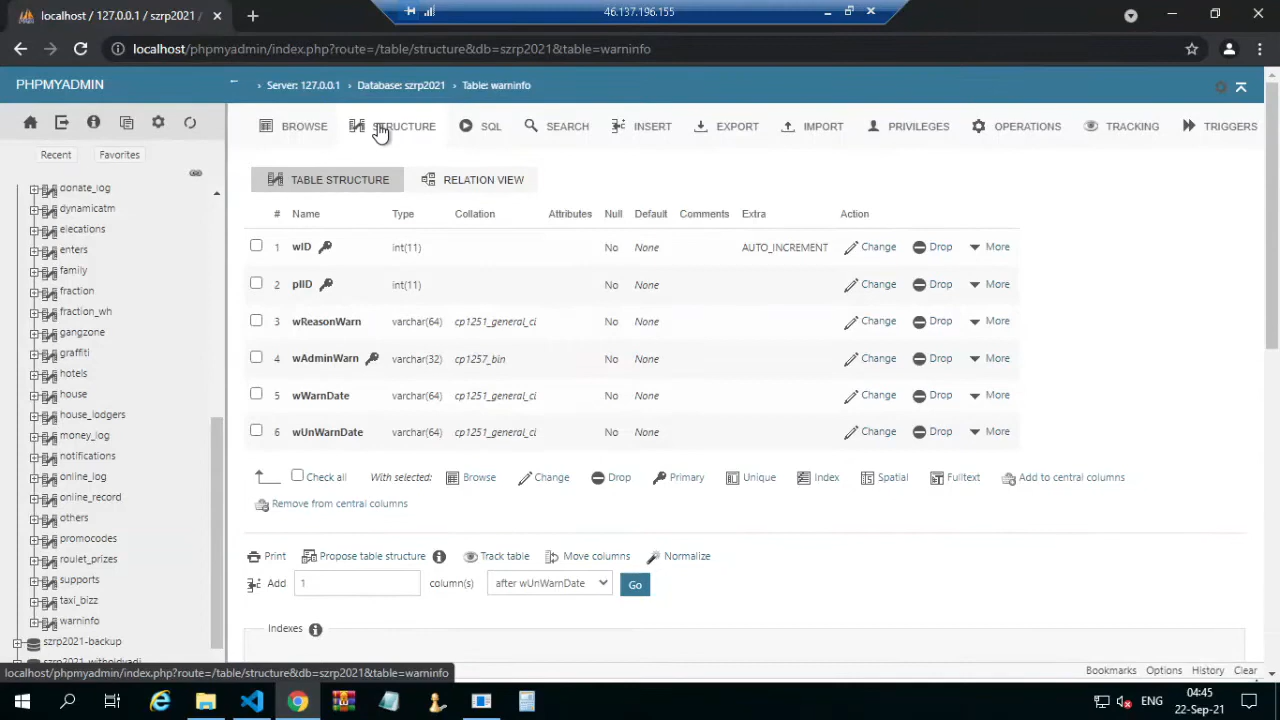 localhost / 127.0.0.1 / szrp2021 /
46.137.196.155
localhost/phpmyadmin/index.php?route=/table/structure&db=szrp2021&table=warninfo
PHPMYADMIN
Server: 127.0.0.1 › Database: szrp2021 › Table: warninfo
BROWSE STRUCTURE SQL SEARCH INSERT EXPORT IMPORT PRIVILEGES OPERATIONS TRACKING TRIGGERS
Recent Favorites
donate_log
dynamicatm
elecations
enters
family
fraction
fraction_wh
gangzone
graffiti
hotels
house
house_lodgers
money_log
notifications
online_log
online_record
others
promocodes
roulet_prizes
supports
taxi_bizz
warninfo
szrp2021-backup
TABLE STRUCTURE RELATION VIEW
# Name Type Collation Attributes Null Default Comments Extra Action
1 wID int(11) No None AUTO_INCREMENT Change Drop More
2 plID int(11) No None Change Drop More
3 wReasonWarn varchar(64) cp1251_general_ci No None Change Drop More
4 wAdminWarn varchar(32) cp1257_bin No None Change Drop More
5 wWarnDate varchar(64) cp1251_general_ci No None Change Drop More
6 wUnWarnDate varchar(64) cp1251_general_ci No None Change Drop More
Check all With selected: Browse Change Drop Primary Unique Index Spatial Fulltext Add to central columns
Remove from central columns
Print Propose table structure Track table Move columns Normalize
Add 1 column(s) after wUnWarnDate Go
Indexes
Bookmarks Options History Clear
localhost/phpmyadmin/index.php?route=/table/structure&db=szrp2021&table=warninfo
ENG
04:45
22-Sep-21